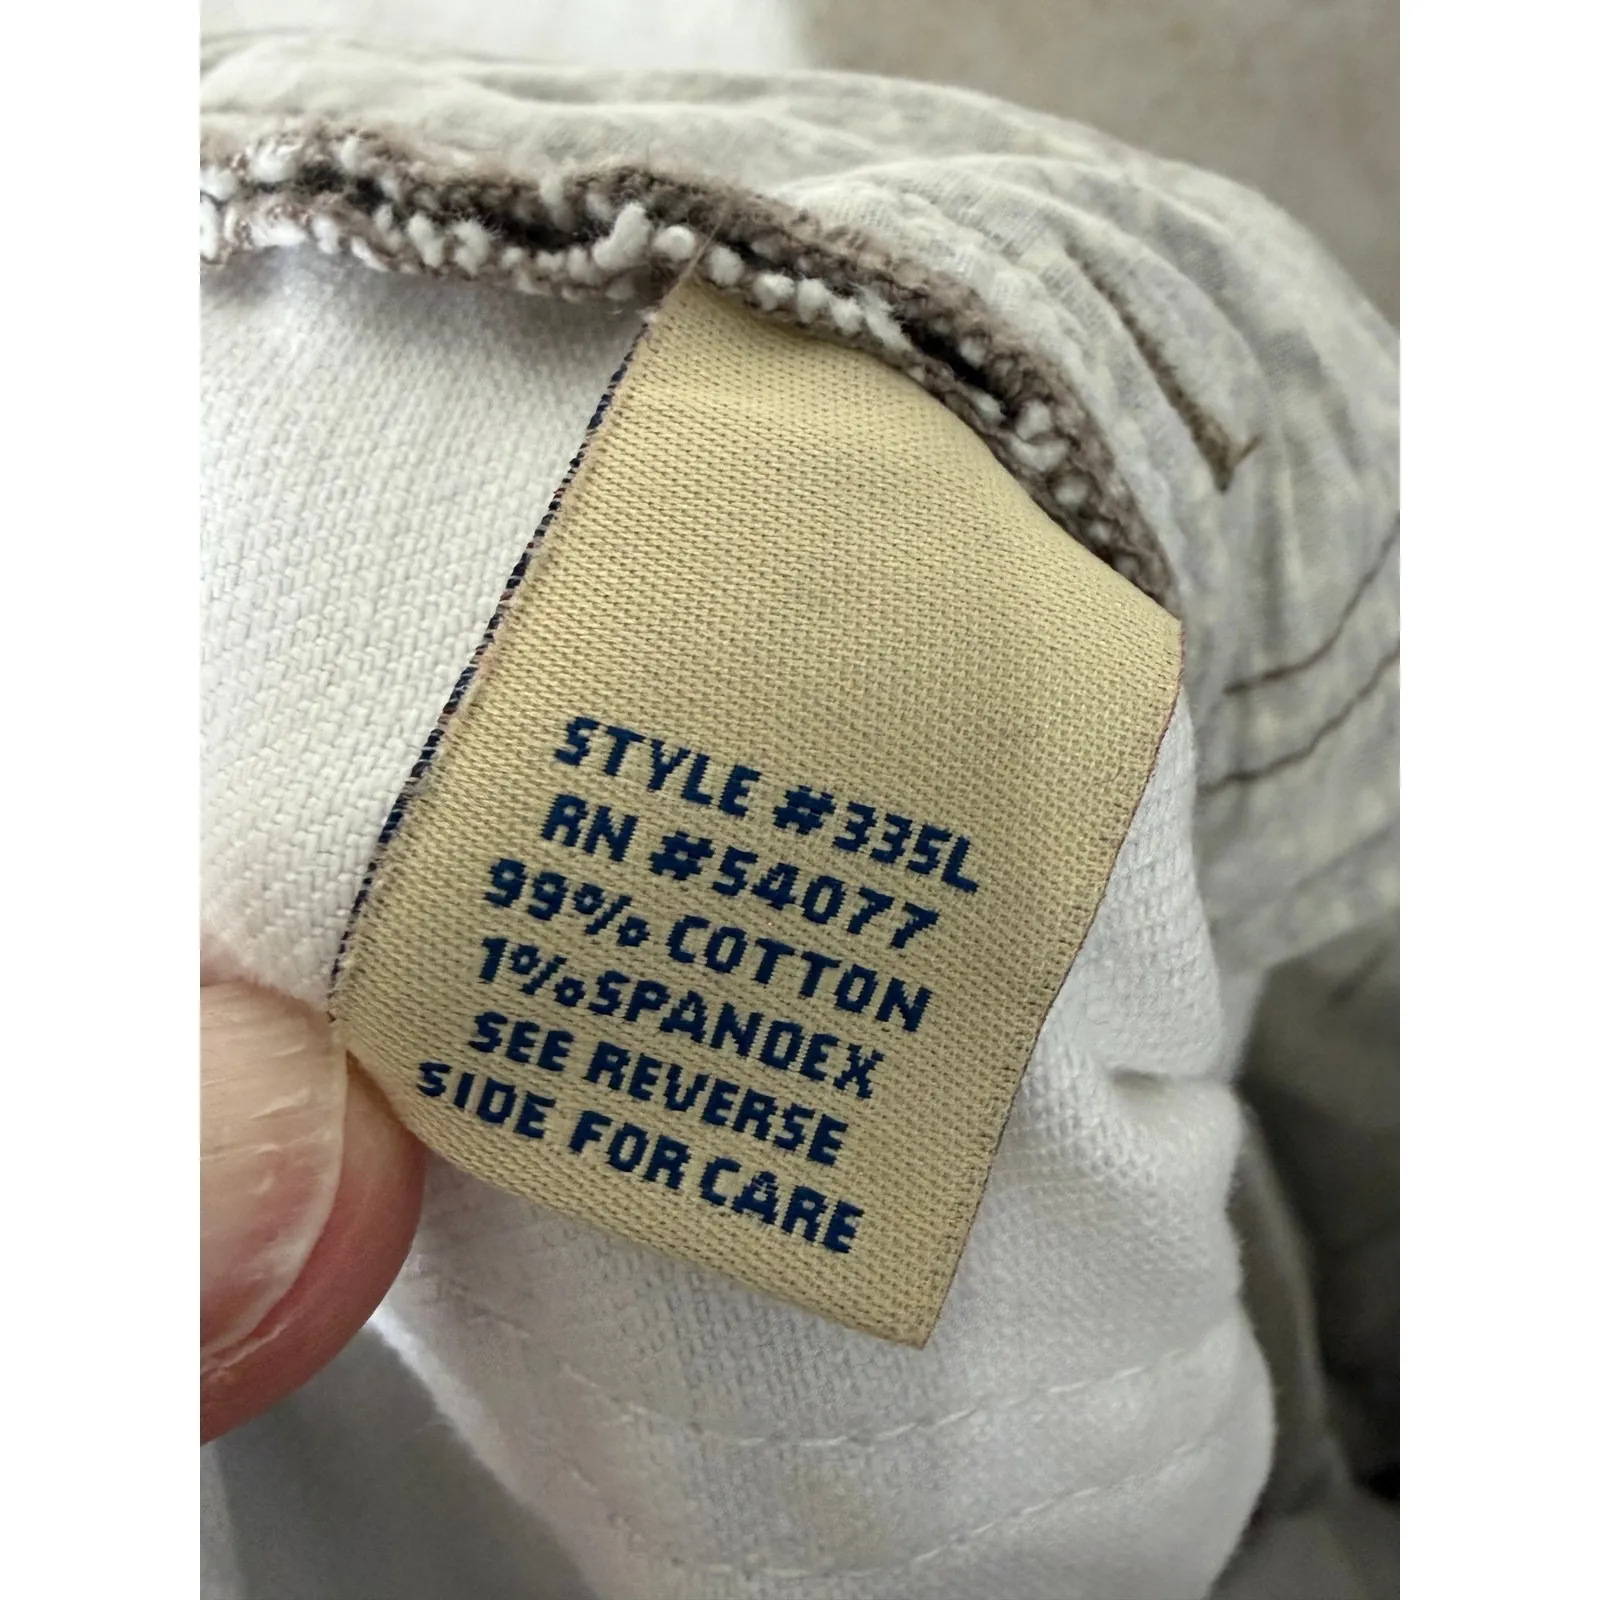 STYLE #335L
RN #54077
99% COTTON
1%SPANDEX
SEE REVERSE
SIDE FOR CARE